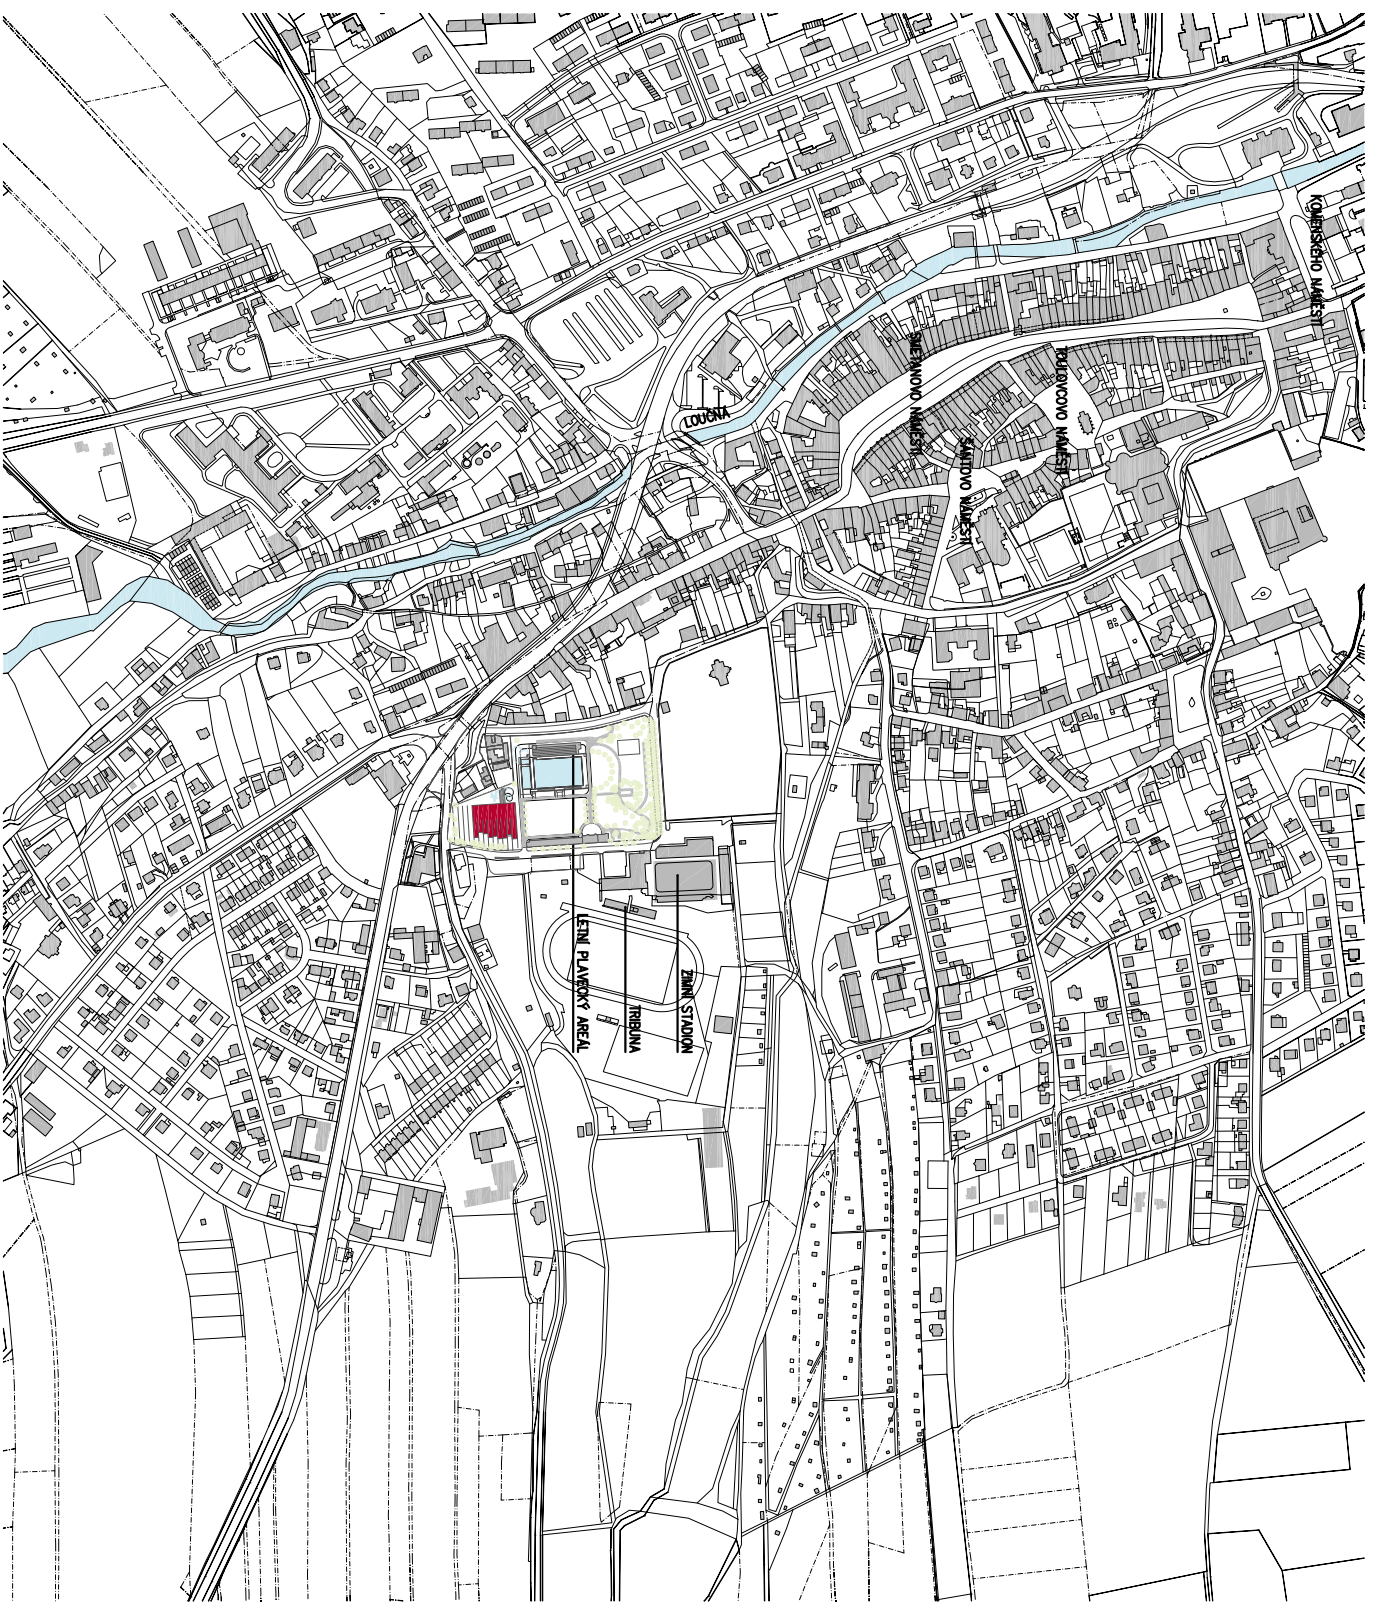 KOMENSKÉHO NÁMĚSTÍ
SMETANOVO NÁMĚSTÍ
TOULOVCOVO NÁMĚSTÍ
ŠANTOVO NÁMĚSTÍ
LOUČNÁ
LETNÍ PLAVECKÝ AREÁL
TRIBUNA
ZIMNÍ STADION